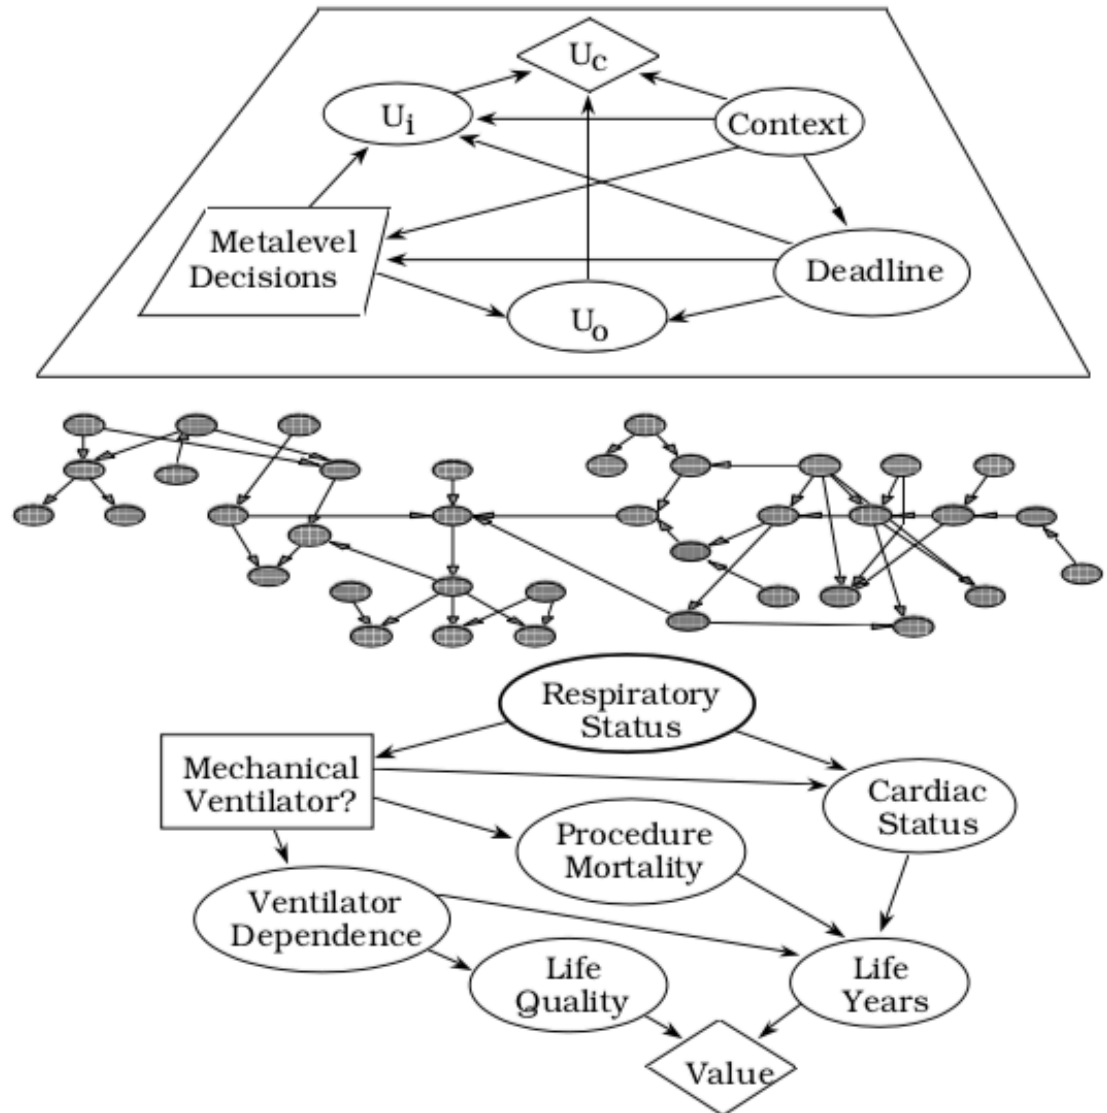 Uc
Ui
Context
Metalevel
Decisions
Deadline
Uo
Respiratory
Status
Mechanical
Ventilator?
Cardiac
Status
Procedure
Mortality
Ventilator
Dependence
Life
Quality
Life
Years
Value